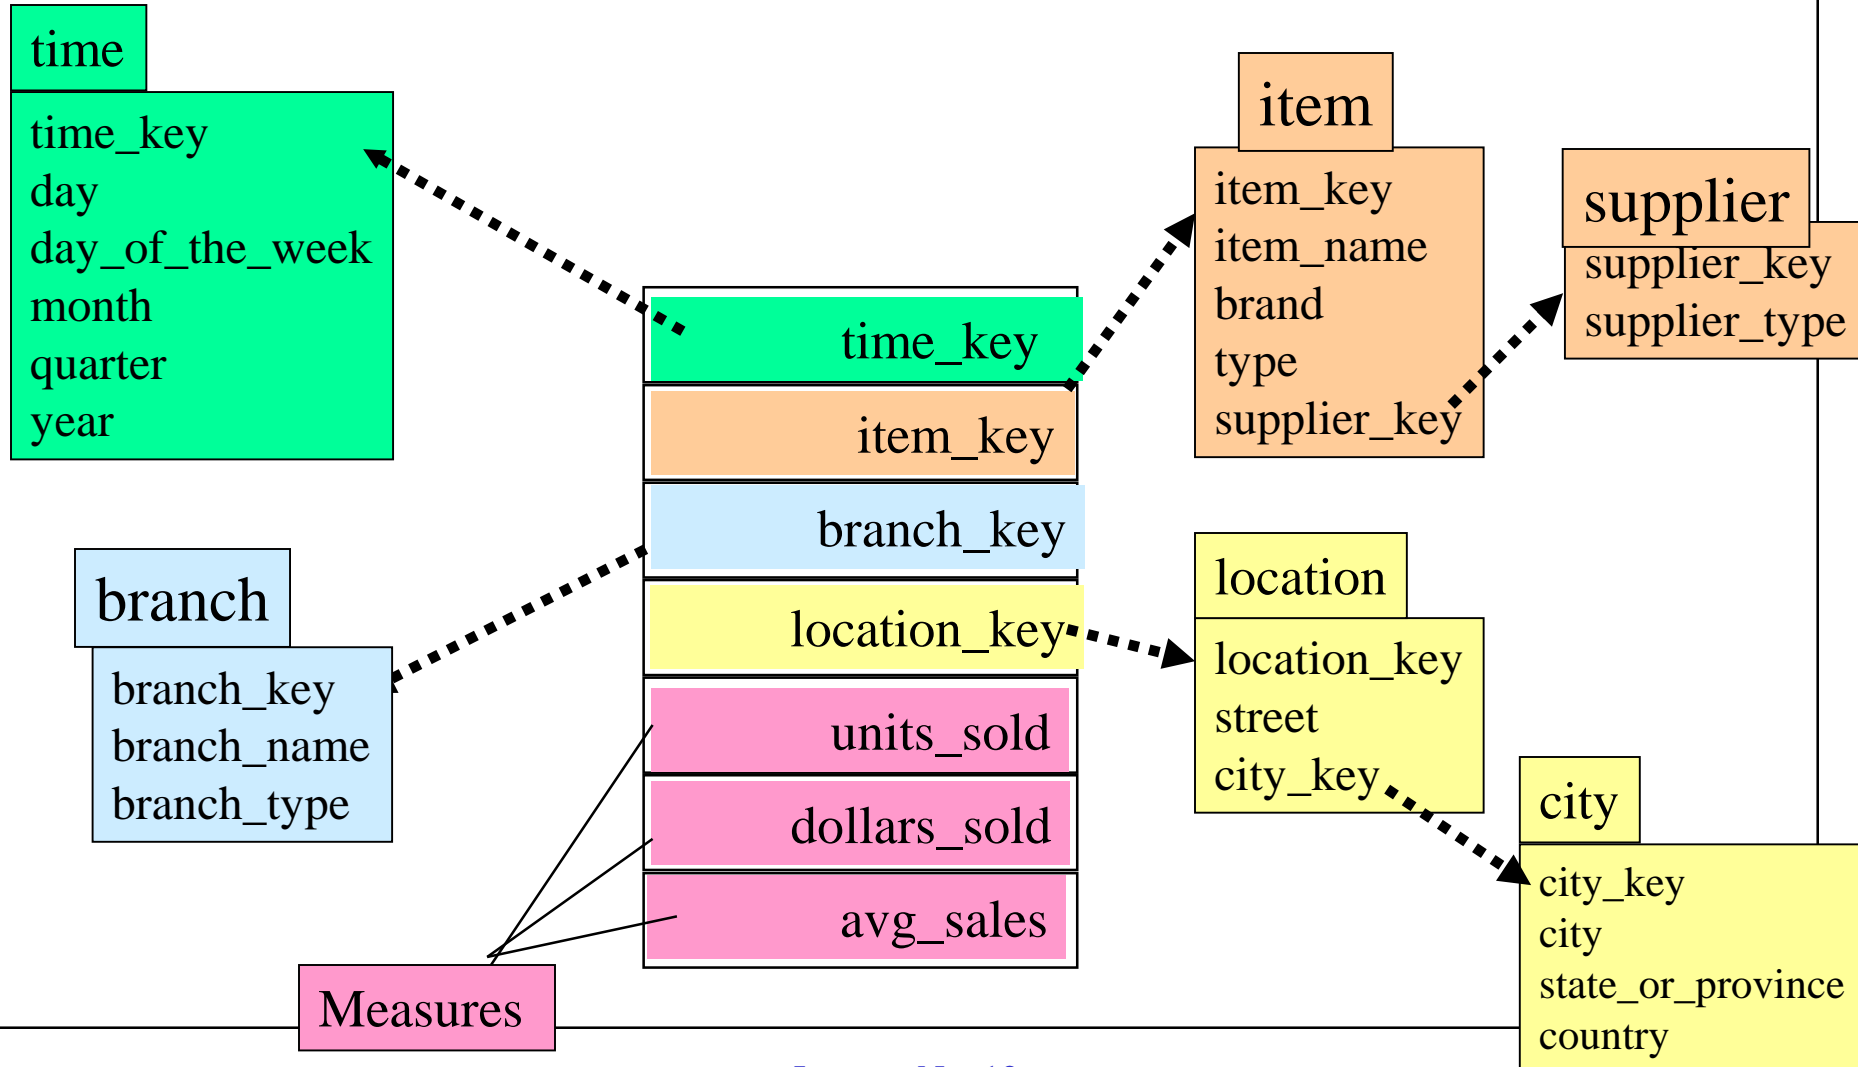 time
time_key
day
day_of_the_week
month
quarter
year
item
item_key
item_name
brand
type
supplier_key
supplier
supplier_key
supplier_type
time_key
item_key
branch_key
location_key
units_sold
dollars_sold
avg_sales
branch
branch_key
branch_name
branch_type
location
location_key
street
city_key
city
city_key
city
state_or_province
country
Measures